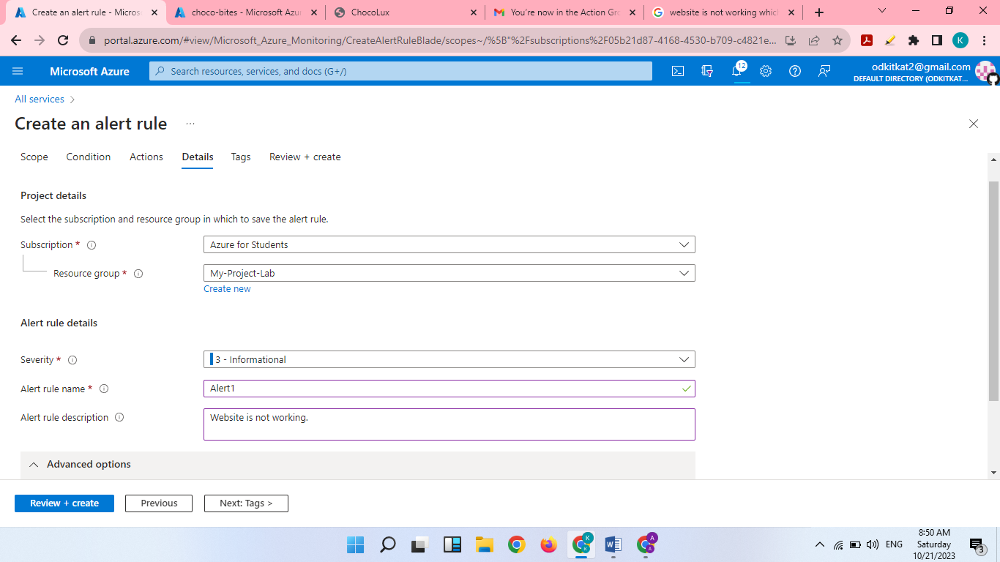 Create an alert rule - Micros
choco-bites - Microsoft Azur
ChocoLux
You're now in the Action Gro
website is not working whic
portal.azure.com/#view/Microsoft_Azure_Monitoring/CreateAlertRuleBlade/scopes~/%5B"%2Fsubscriptions%2F05b21d87-4168-4530-b709-c4821e...
K
Microsoft Azure
Search resources, services, and docs (G+/)
12
odkitkat2@gmail.com
DEFAULT DIRECTORY (ODKITKAT...
All services >
Create an alert rule ...
Scope Condition Actions Details Tags Review + create
Project details
Select the subscription and resource group in which to save the alert rule.
Subscription * Azure for Students
Resource group * My-Project-Lab
Create new
Alert rule details
Severity * 3 - Informational
Alert rule name * Alert1
Alert rule description Website is not working.
Advanced options
Review + create Previous Next: Tags >
K
A
A
ENG
8:50 AM
Saturday
10/21/2023
3